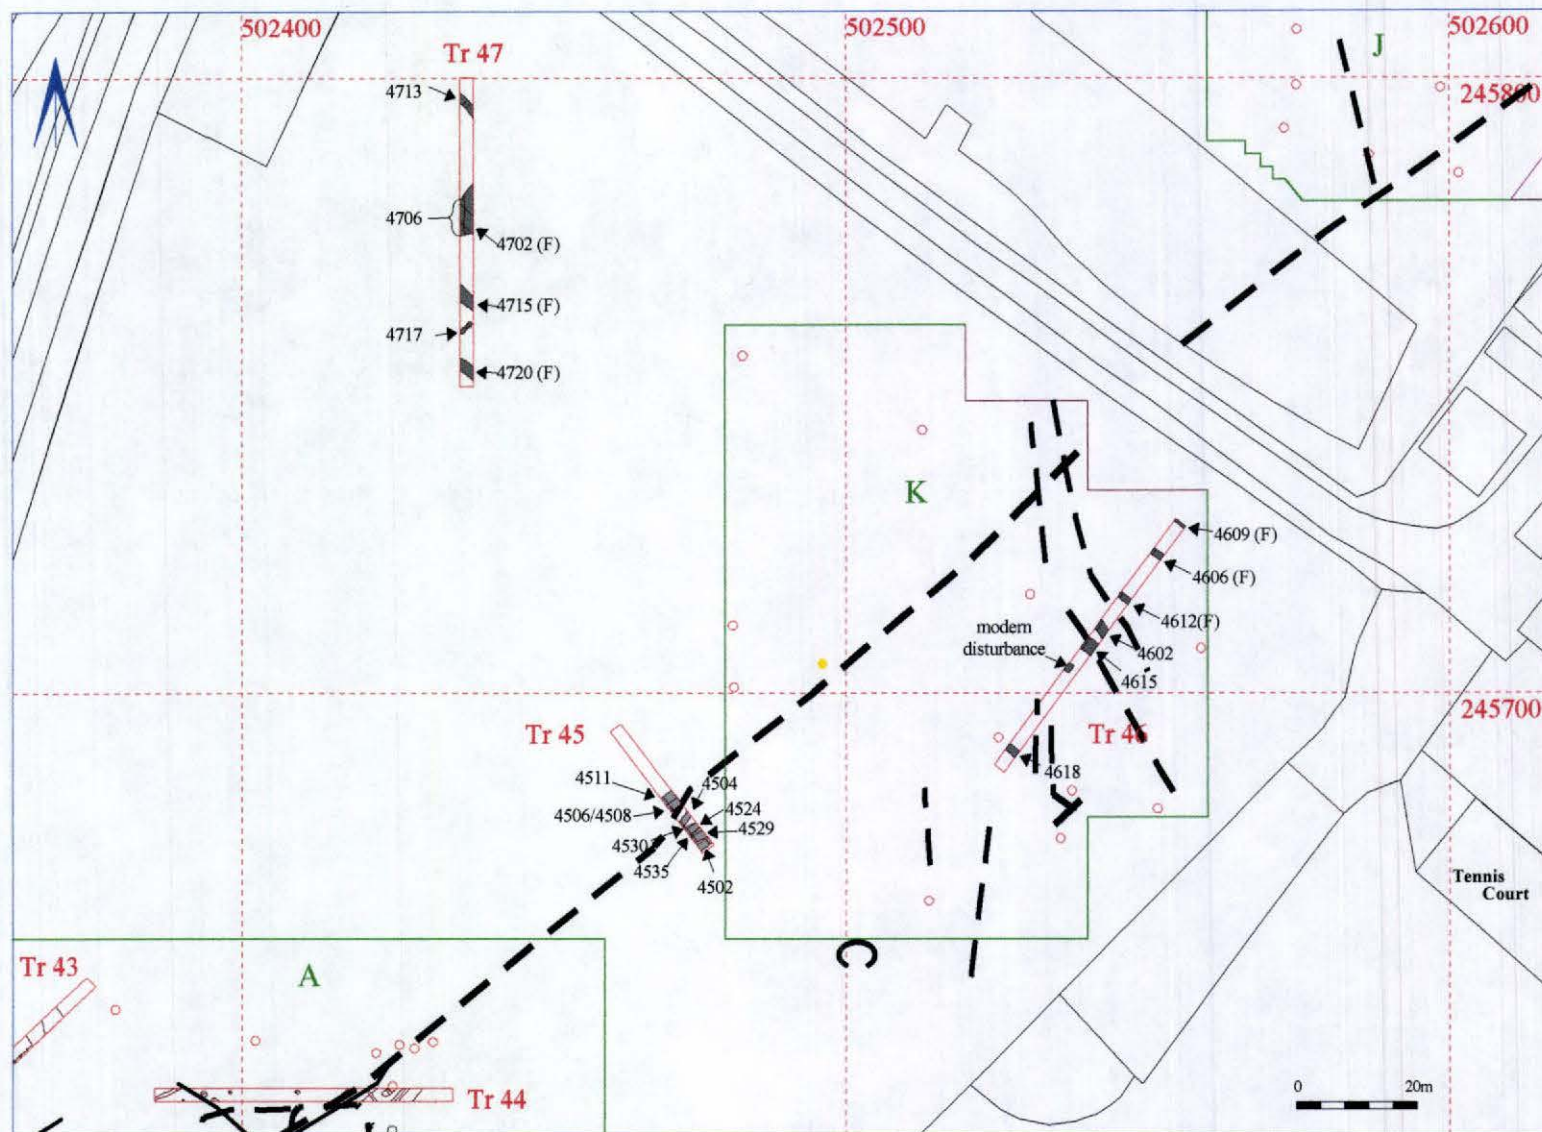 502400
502500
502600
Tr 47
J
4713
245800
4706
4702 (F)
4715 (F)
4717
4720 (F)
K
4609 (F)
4606 (F)
4612(F)
modern
disturbance
4602
4615
245700
Tr 45
Tr 46
4511
4504
4618
4506/4508
4524
4529
4530
4535
4502
Tennis
Court
C
Tr 43
A
Tr 44
0
20m